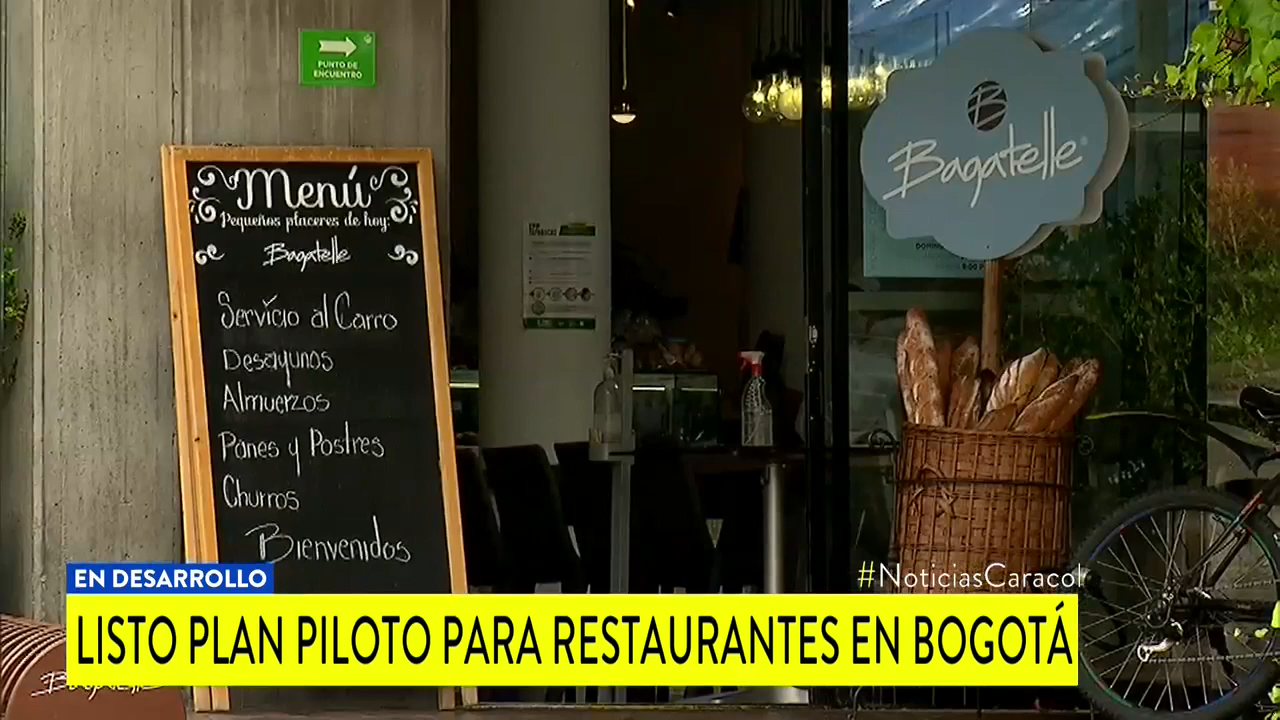 PUNTO DE
ENCUENTRO
Menú
Pequeños placeres de hoy:
Bagatelle
Servicio al Carro
Desayunos
Almuerzos
Panes y Postres
Churros
Bienvenidos
B
Bagatelle
#NoticiasCaracol
EN DESARROLLO
LISTO PLAN PILOTO PARA RESTAURANTES EN BOGOTÁ
Bagatelle